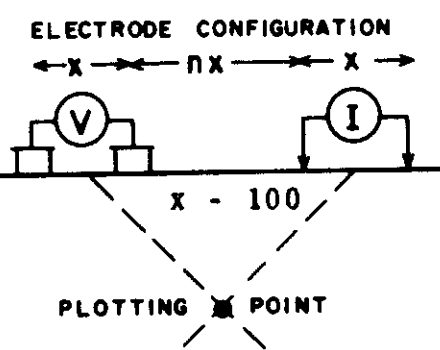 ELECTRODE CONFIGURATION
x nx x
V I
x - 100
PLOTTING POINT